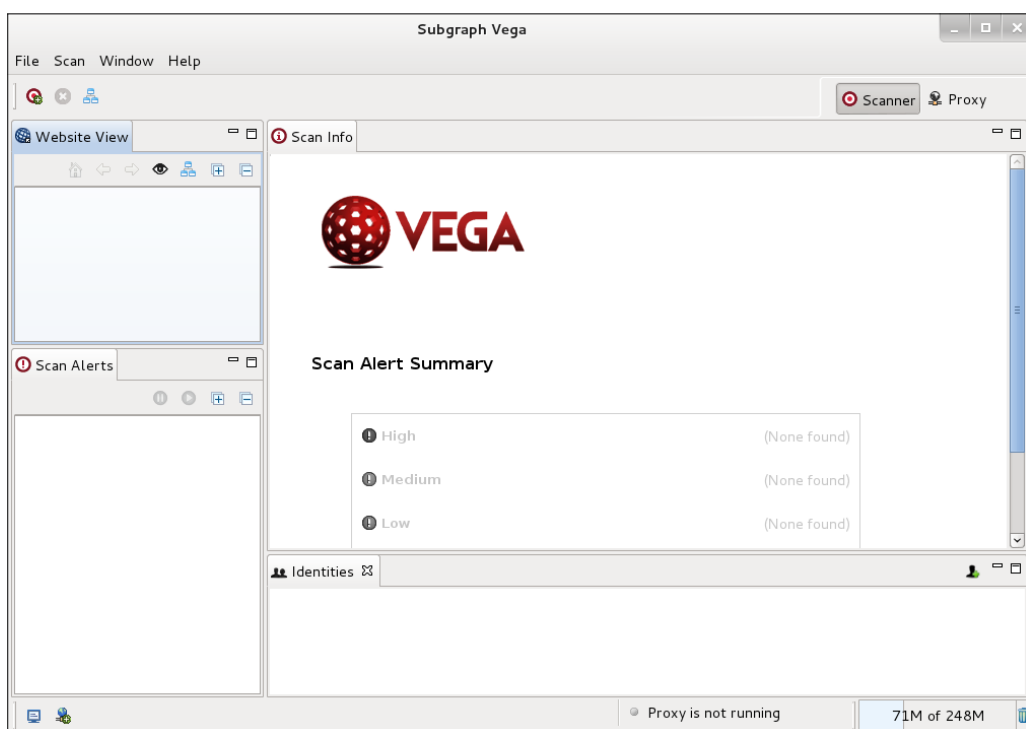 Subgraph Vega
File Scan Window Help
Scanner Proxy
Website View
Scan Info
VEGA
Scan Alerts
Scan Alert Summary
High (None found)
Medium (None found)
Low (None found)
Identities
Proxy is not running
71M of 248M